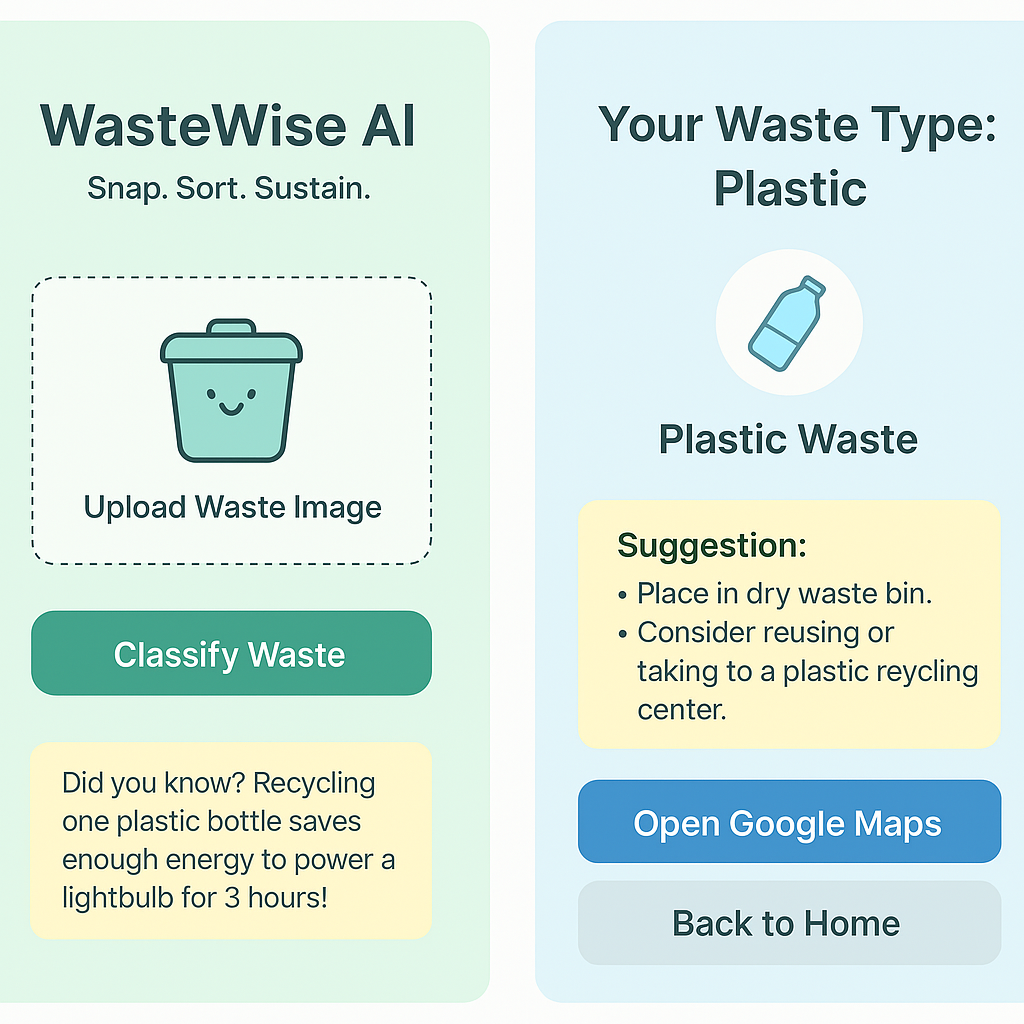 WasteWise AI
Snap. Sort. Sustain.
Upload Waste Image
Classify Waste
Did you know? Recycling
one plastic bottle saves
enough energy to power a
lightbulb for 3 hours!
Your Waste Type:
Plastic
Plastic Waste
Suggestion:
• Place in dry waste bin.
• Consider reusing or
taking to a plastic reycling
center.
Open Google Maps
Back to Home